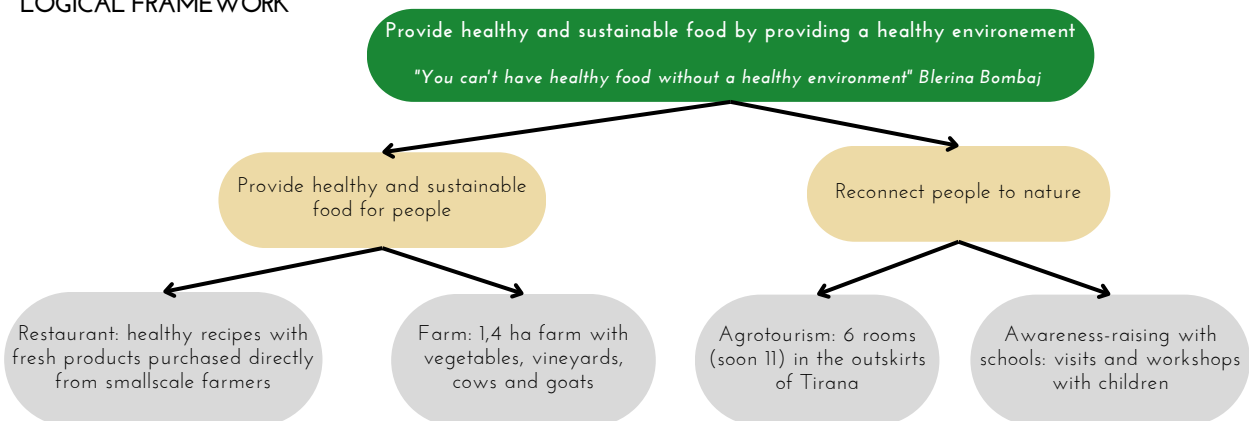 LOGICAL FRAMEWORK
Provide healthy and sustainable food by providing a healthy environement
"You can't have healthy food without a healthy environment" Blerina Bombaj
Provide healthy and sustainable
food for people
Reconnect people to nature
Restaurant: healthy recipes with
fresh products purchased directly
from smallscale farmers
Farm: 1,4 ha farm with
vegetables, vineyards,
cows and goats
Agrotourism: 6 rooms
(soon 11) in the outskirts
of Tirana
Awareness-raising with
schools: visits and workshops
with children